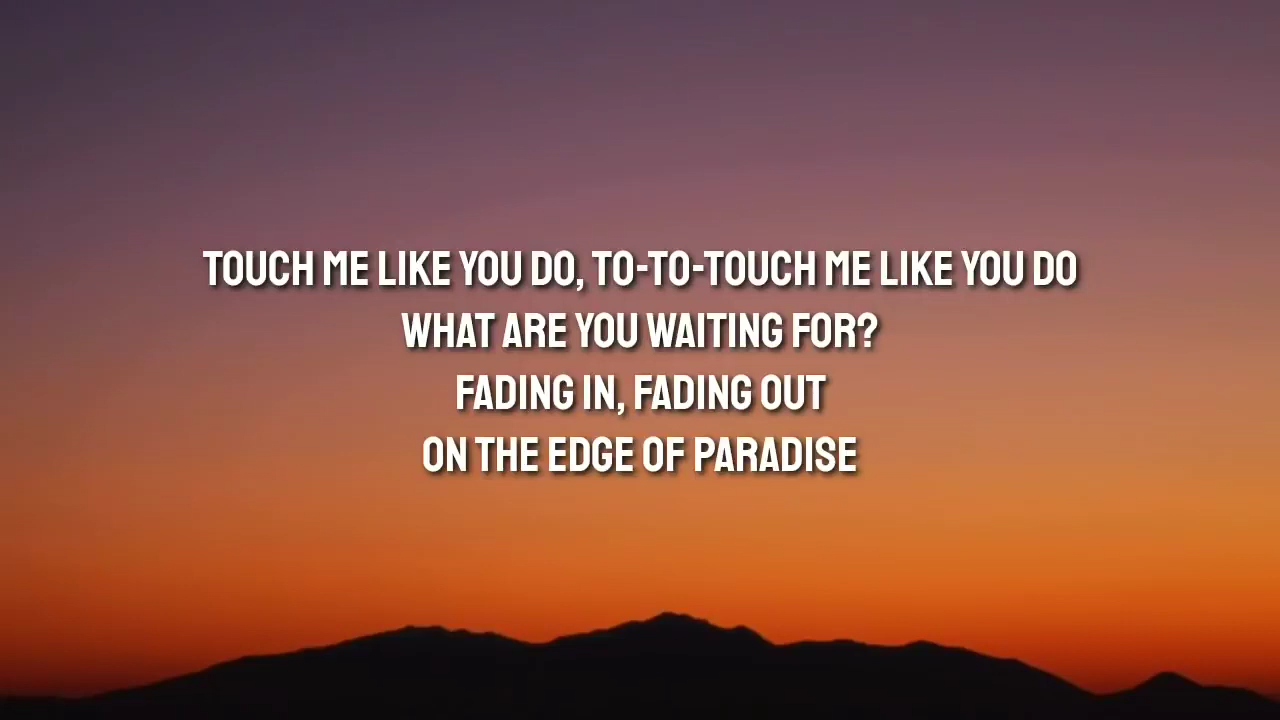 TOUCH ME LIKE YOU DO, TO-TO-TOUCH ME LIKE YOU DO
WHAT ARE YOU WAITING FOR?
FADING IN, FADING OUT
ON THE EDGE OF PARADISE